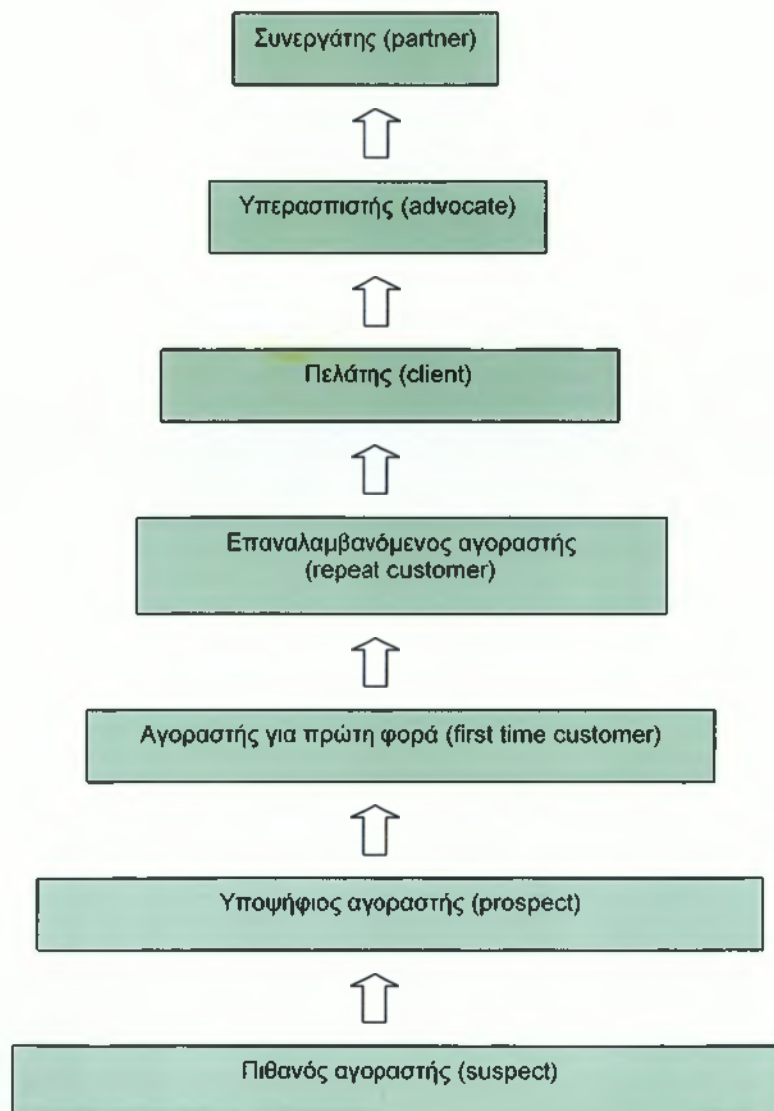 Συνεργάτης (partner)
Υπερασπιστής (advocate)
Πελάτης (client)
Επαναλαμβανόμενος αγοραστής
(repeat customer)
Αγοραστής για πρώτη φορά (first time customer)
Υποψήφιος αγοραστής (prospect)
Πιθανός αγοραστής (suspect)